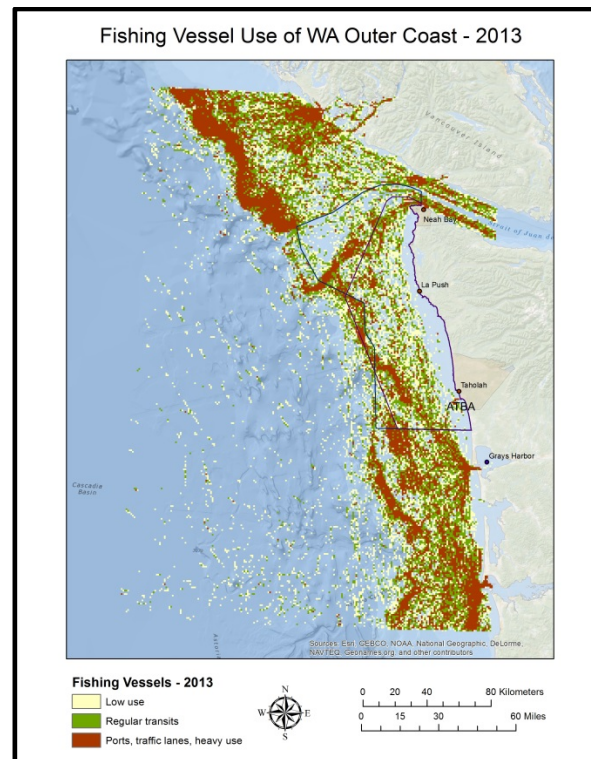 Fishing Vessel Use of WA Outer Coast - 2013
Vancouver Island
Neah Bay
Strait of Juan de
La Push
Taholah
ATBA
Grays Harbor
Cascadia
Basin
Sources: Esri, GEBCO, NOAA, National Geographic, DeLorme,
NAVTEQ, Geonames.org, and other contributors
Fishing Vessels - 2013
Low use
Regular transits
Ports, traffic lanes, heavy use
N
W E
S
0 20 40 80 Kilometers
0 15 30 60 Miles